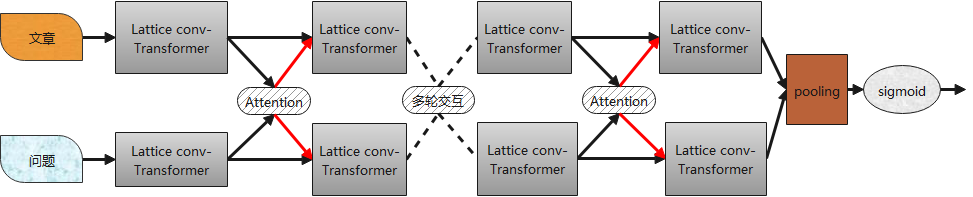 文章
Lattice conv-
Transformer
Lattice conv-
Transformer
Lattice conv-
Transformer
Lattice conv-
Transformer
Attention
多轮交互
Attention
pooling
sigmoid
问题
Lattice conv-
Transformer
Lattice conv-
Transformer
Lattice conv-
Transformer
Lattice conv-
Transformer